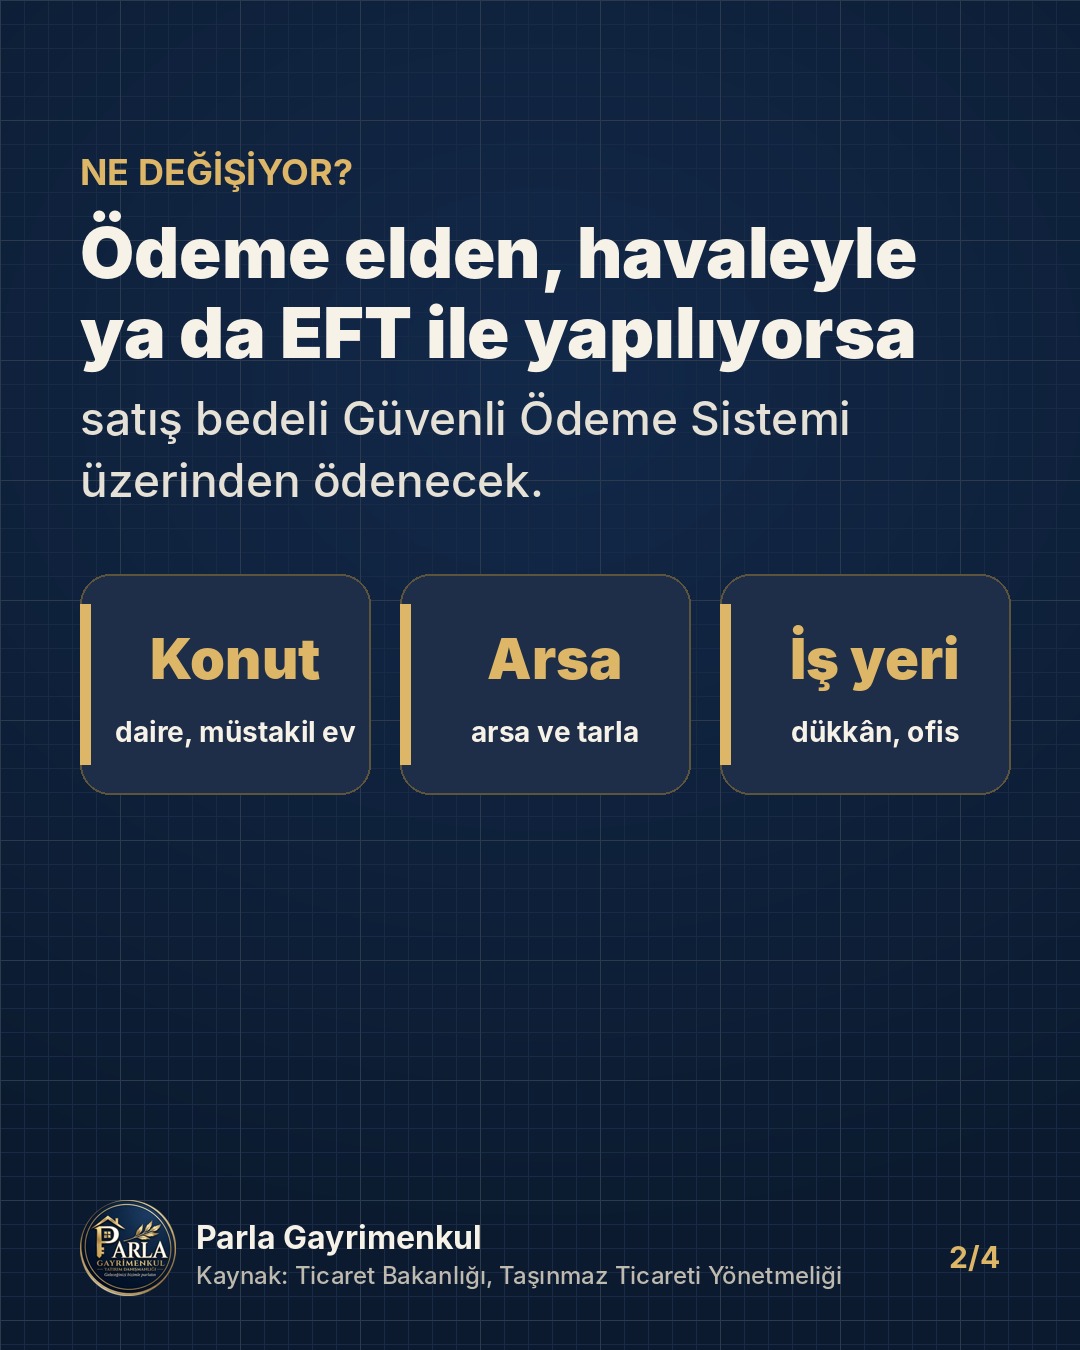 NE DEĞİŞİYOR?
Ödeme elden, havaleyle
ya da EFT ile yapılıyorsa
satış bedeli Güvenli Ödeme Sistemi
üzerinden ödenecek.
Konut
daire, müstakil ev
Arsa
arsa ve tarla
İş yeri
dükkân, ofis
PARLA
GAYRİMENKUL
Parla Gayrimenkul
Kaynak: Ticaret Bakanlığı, Taşınmaz Ticareti Yönetmeliği
2/4